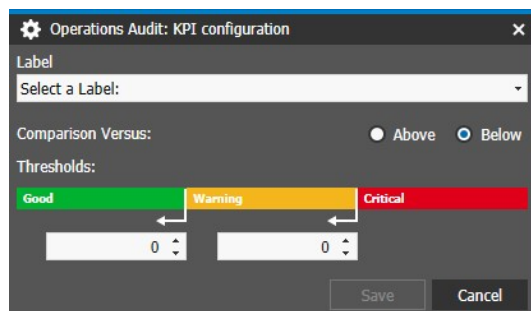 Operations Audit: KPI configuration
Label
Select a Label:
Comparison Versus: Above Below
Thresholds:
Good Warning Critical
0 0
Save Cancel